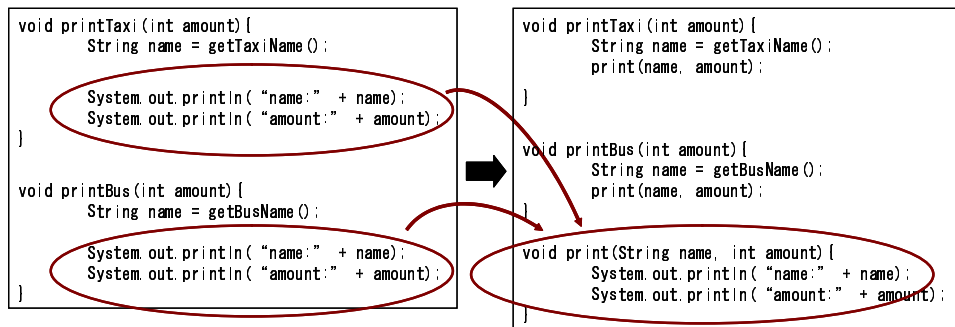 void printTaxi(int amount){
String name = getTaxiName();
System.out.println( “name:” + name);
System.out.println( “amount:” + amount);
}
void printBus(int amount){
String name = getBusName();
System.out.println( “name:” + name);
System.out.println( “amount:” + amount);
}
void printTaxi(int amount){
String name = getTaxiName();
print(name, amount);
}
void printBus(int amount){
String name = getBusName();
print(name, amount);
}
void print(String name, int amount){
System.out.println( “name:” + name);
System.out.println( “amount:” + amount);
}